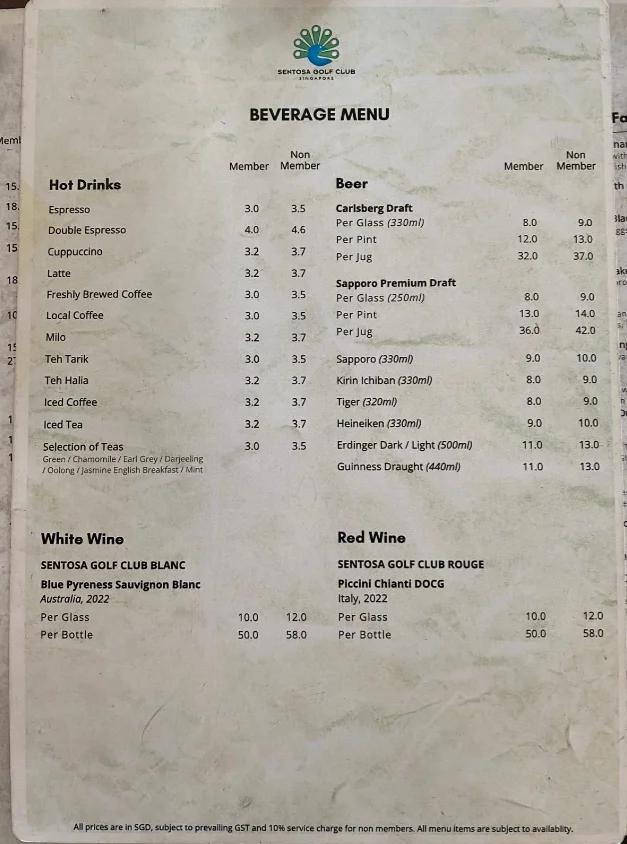 SENTOSA GOLF CLUB
SINGAPORE
BEVERAGE MENU
Member Non Member
Hot Drinks
Espresso 3.0 3.5
Double Espresso 4.0 4.6
Cuppuccino 3.2 3.7
Latte 3.2 3.7
Freshly Brewed Coffee 3.0 3.5
Local Coffee 3.0 3.5
Milo 3.2 3.7
Teh Tarik 3.0 3.5
Teh Halia 3.2 3.7
Iced Coffee 3.2 3.7
Iced Tea 3.2 3.7
Selection of Teas 3.0 3.5
Green / Chamomile / Earl Grey / Darjeeling
/ Oolong / Jasmine English Breakfast / Mint
Member Non Member
Beer
Carlsberg Draft
Per Glass (330ml) 8.0 9.0
Per Pint 12.0 13.0
Per Jug 32.0 37.0
Sapporo Premium Draft
Per Glass (250ml) 8.0 9.0
Per Pint 13.0 14.0
Per Jug 36.0 42.0
Sapporo (330ml) 9.0 10.0
Kirin Ichiban (330ml) 8.0 9.0
Tiger (320ml) 8.0 9.0
Heineiken (330ml) 9.0 10.0
Erdinger Dark / Light (500ml) 11.0 13.0
Guinness Draught (440ml) 11.0 13.0
White Wine
SENTOSA GOLF CLUB BLANC
Blue Pyreness Sauvignon Blanc
Australia, 2022
Per Glass 10.0 12.0
Per Bottle 50.0 58.0
Red Wine
SENTOSA GOLF CLUB ROUGE
Piccini Chianti DOCG
Italy, 2022
Per Glass 10.0 12.0
Per Bottle 50.0 58.0
All prices are in SGD, subject to prevailing GST and 10% service charge for non members. All menu items are subject to availablity.